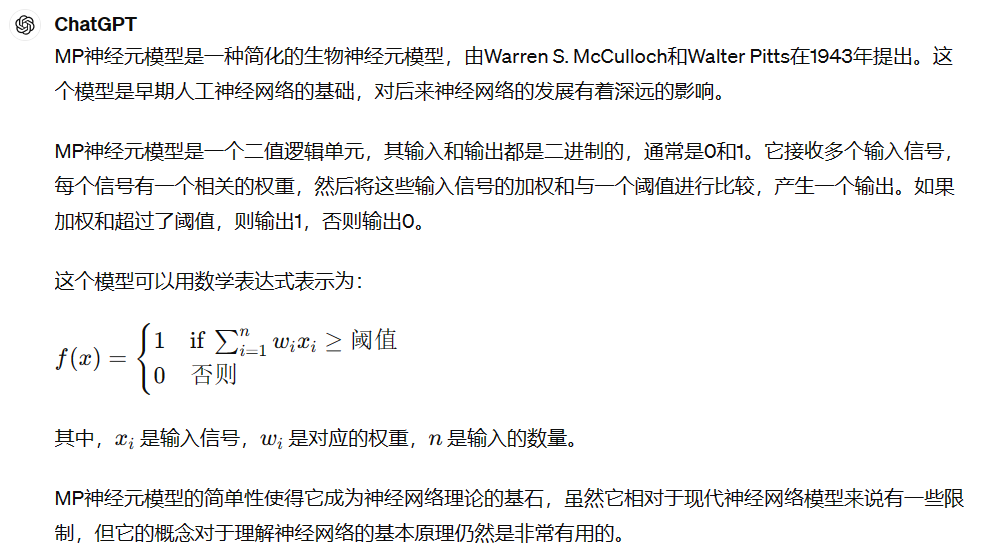 ChatGPT
MP神经元模型是一种简化的生物神经元模型，由Warren S. McCulloch和Walter Pitts在1943年提出。这
个模型是早期人工神经网络的基础，对后来神经网络的发展有着深远的影响。
MP神经元模型是一个二值逻辑单元，其输入和输出都是二进制的，通常是0和1。它接收多个输入信号，
每个信号有一个相关的权重，然后将这些输入信号的加权和与一个阈值进行比较，产生一个输出。如果
加权和超过了阈值，则输出1，否则输出0。
这个模型可以用数学表达式表示为：
f(x) = { 1 if ∑ⁿᵢ₌₁ wᵢxᵢ ≥ 阈值
0 否则
其中，xᵢ 是输入信号，wᵢ 是对应的权重，n 是输入的数量。
MP神经元模型的简单性使得它成为神经网络理论的基石，虽然它相对于现代神经网络模型来说有一些限
制，但它的概念对于理解神经网络的基本原理仍然是非常有用的。